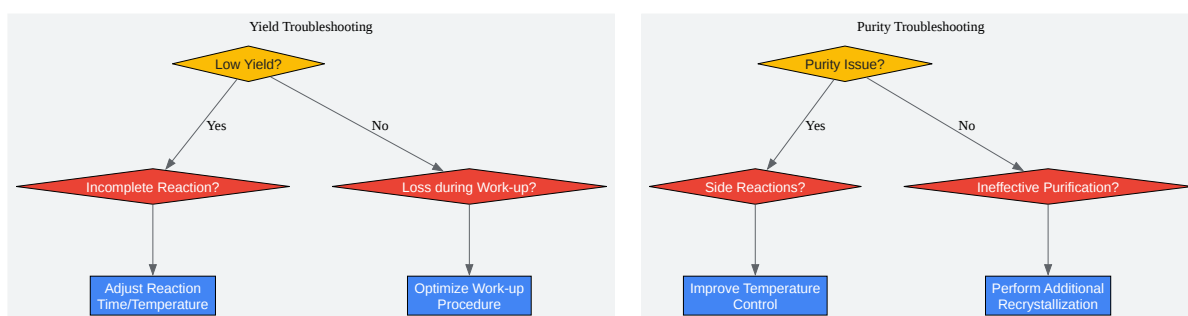 Yield Troubleshooting
Low Yield?
Yes
No
Incomplete Reaction?
Loss during Work-up?
Adjust Reaction
Time/Temperature
Optimize Work-up
Procedure
Purity Troubleshooting
Purity Issue?
Yes
No
Side Reactions?
Ineffective Purification?
Improve Temperature
Control
Perform Additional
Recrystallization